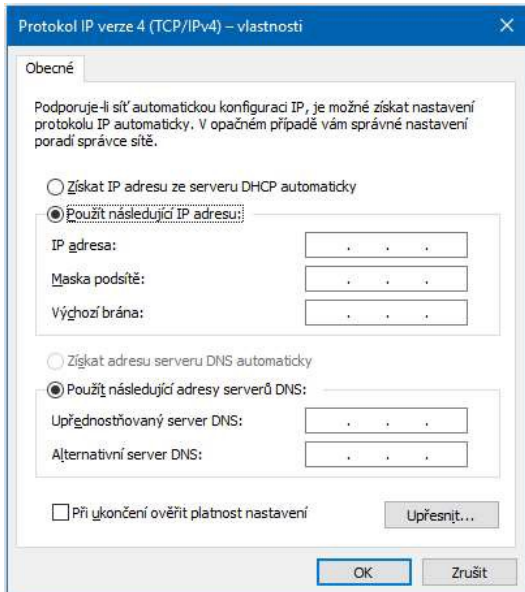 Protokol IP verze 4 (TCP/IPv4) – vlastnosti
Obecné
Podporuje-li síť automatickou konfiguraci IP, je možné získat nastavení
protokolu IP automaticky. V opačném případě vám správné nastavení
poradí správce sítě.
Získat IP adresu ze serveru DHCP automaticky
Použít následující IP adresu:
IP adresa:
Maska podsítě:
Výchozí brána:
Získat adresu serveru DNS automaticky
Použít následující adresy serverů DNS:
Upřednostňovaný server DNS:
Alternativní server DNS:
Při ukončení ověřit platnost nastavení
Upřesnit...
OK
Zrušit